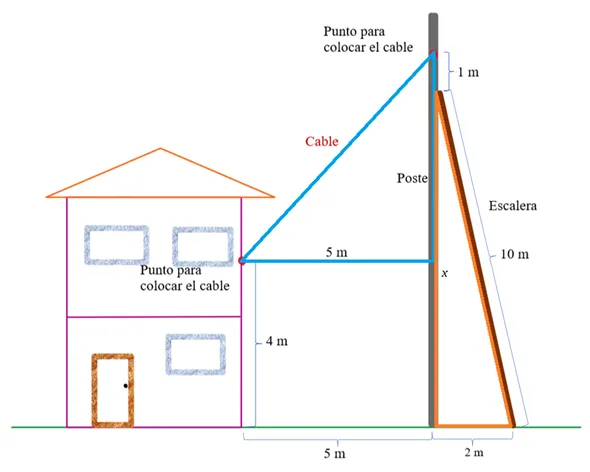 Punto para
colocar el cable
1 m
Cable
Poste
Escalera
5 m
10 m
Punto para
colocar el cable
x
4 m
5 m
2 m